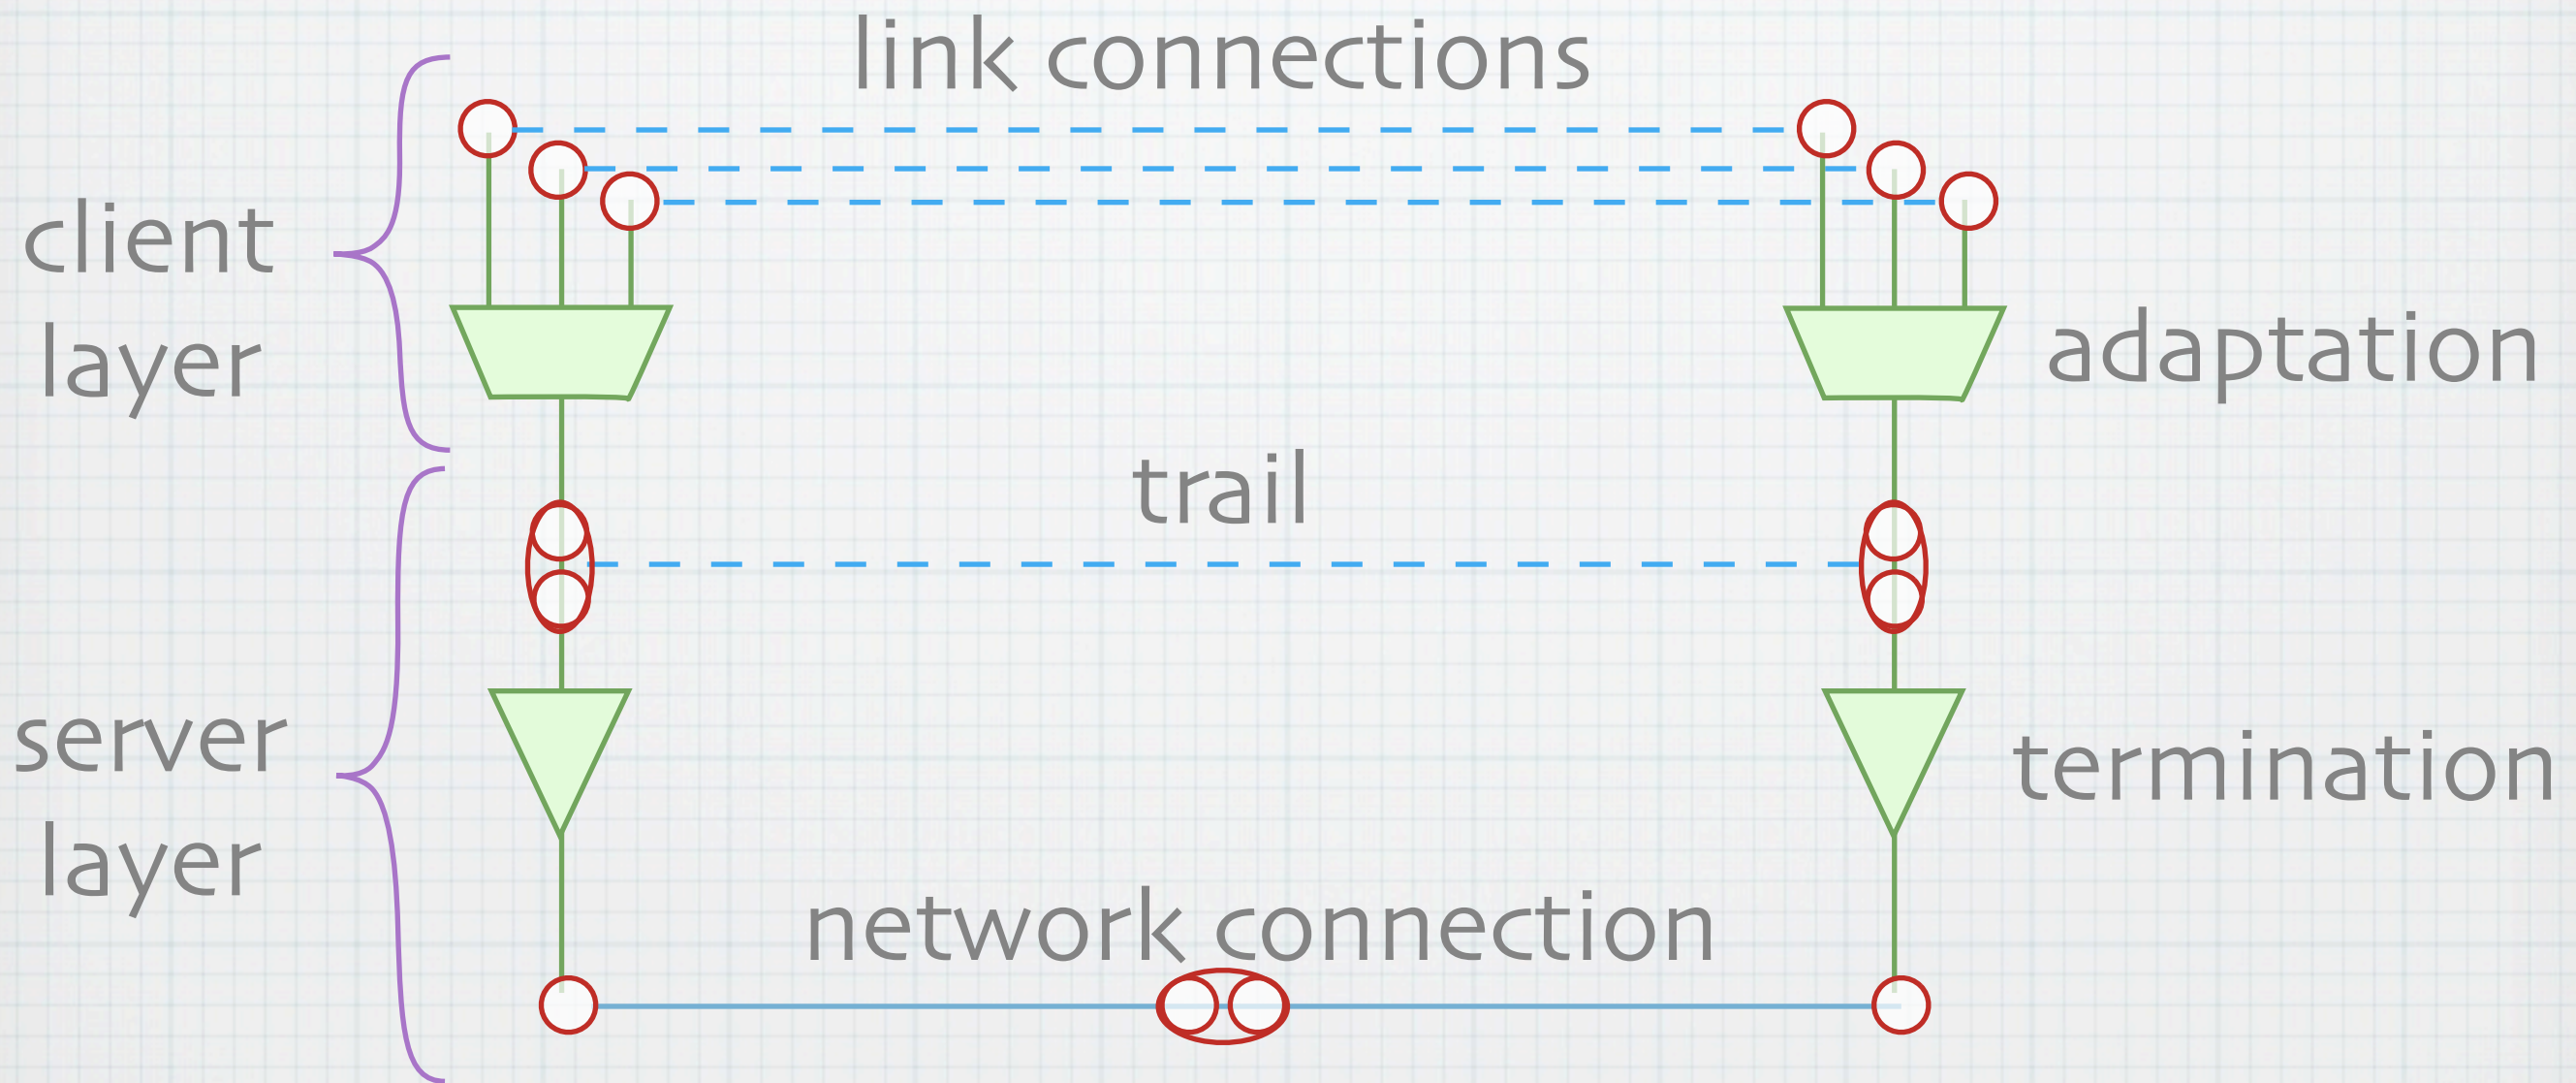 link connections
client
layer
adaptation
trail
server
layer
termination
network connection